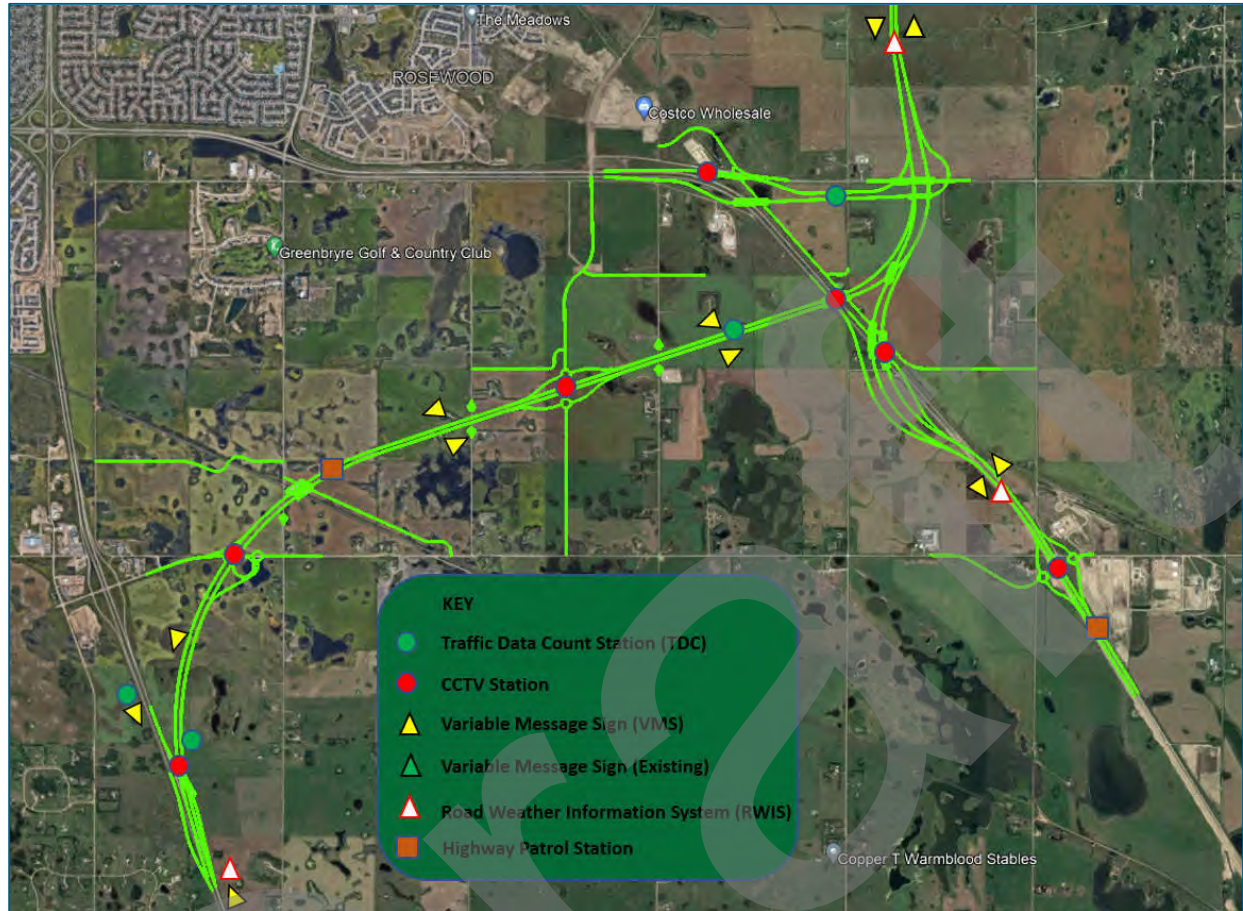 The Meadows
ROSEWOOD
Costco Wholesale
Greenbryre Golf & Country Club
KEY
Traffic Data Count Station (TDC)
CCTV Station
Variable Message Sign (VMS)
Variable Message Sign (Existing)
Road Weather Information System (RWIS)
Highway Patrol Station
Copper T Warmblood Stables